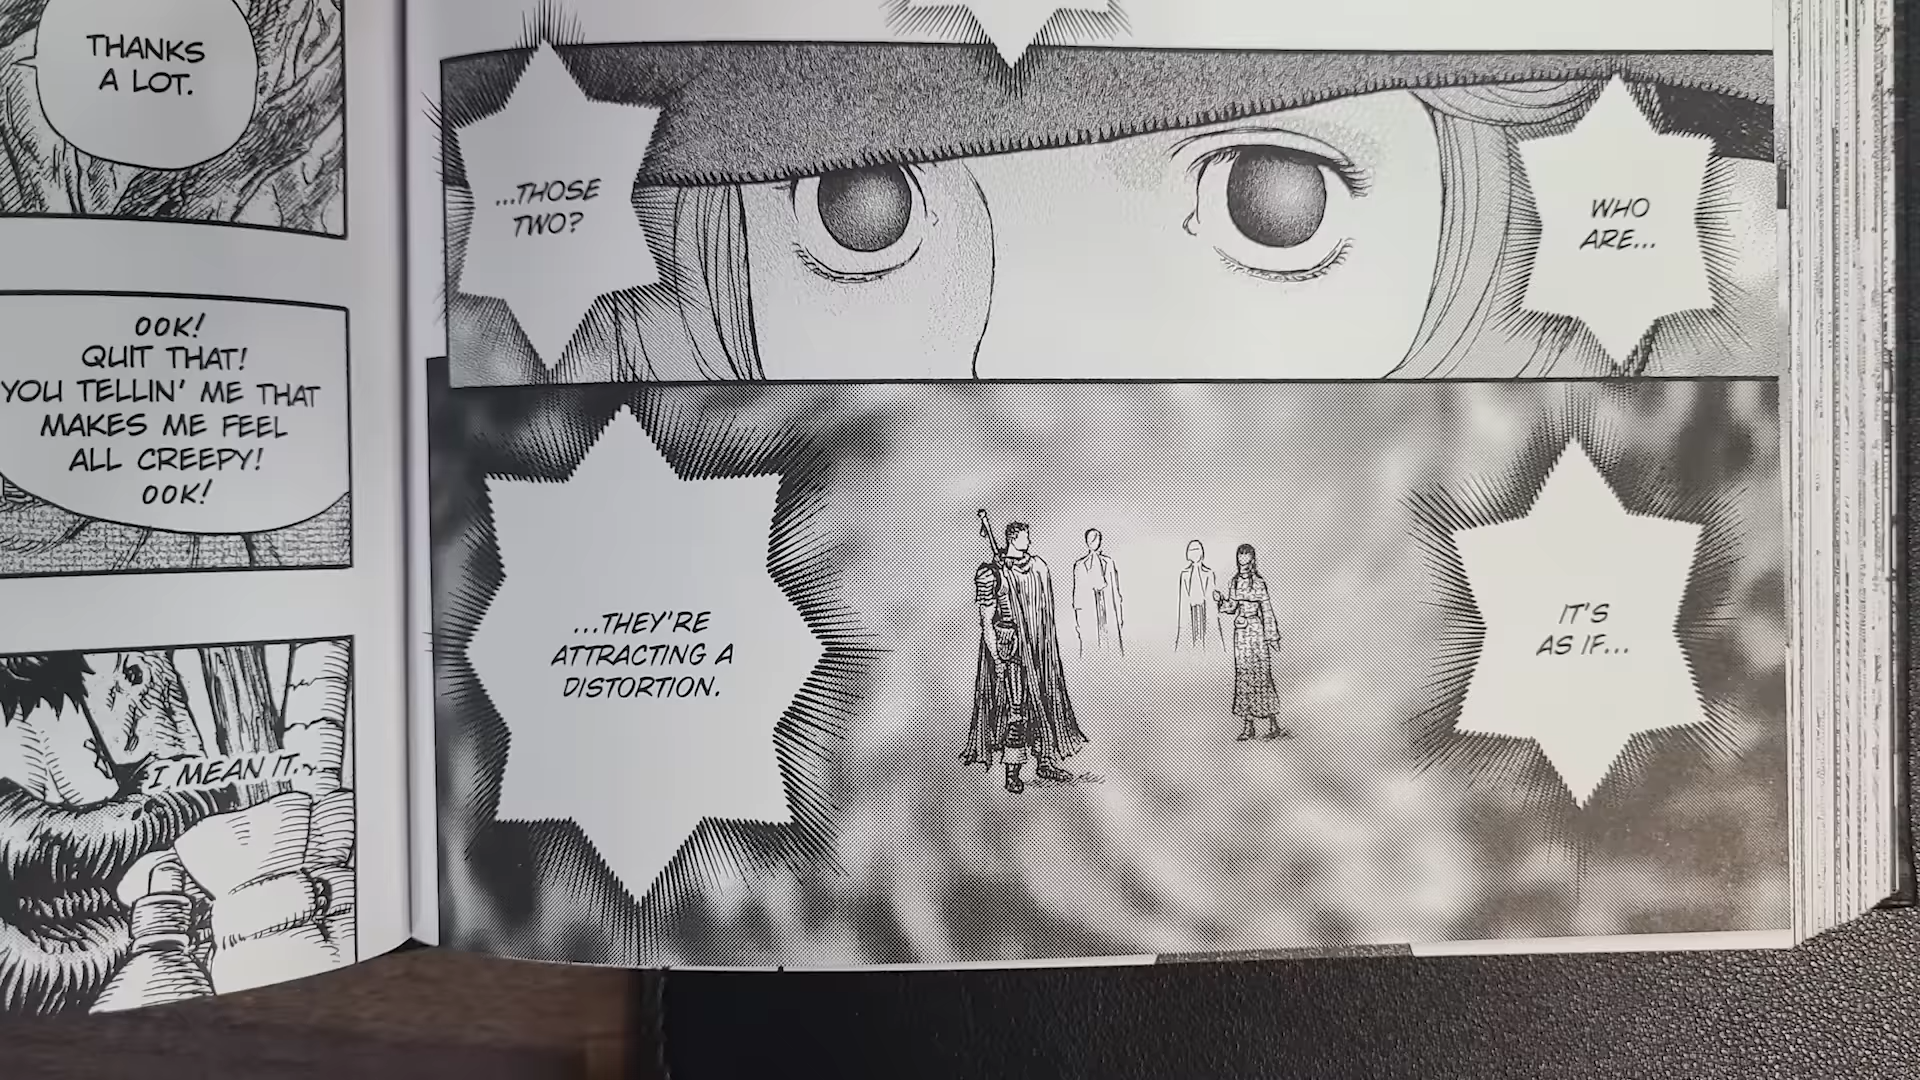 WHO
ARE...
...THOSE
TWO?
IT'S
AS IF...
...THEY'RE
ATTRACTING A
DISTORTION.
THANKS
A LOT.
OOK!
QUIT THAT!
YOU TELLIN' ME THAT
MAKES ME FEEL
ALL CREEPY!
OOK!
I MEAN IT.